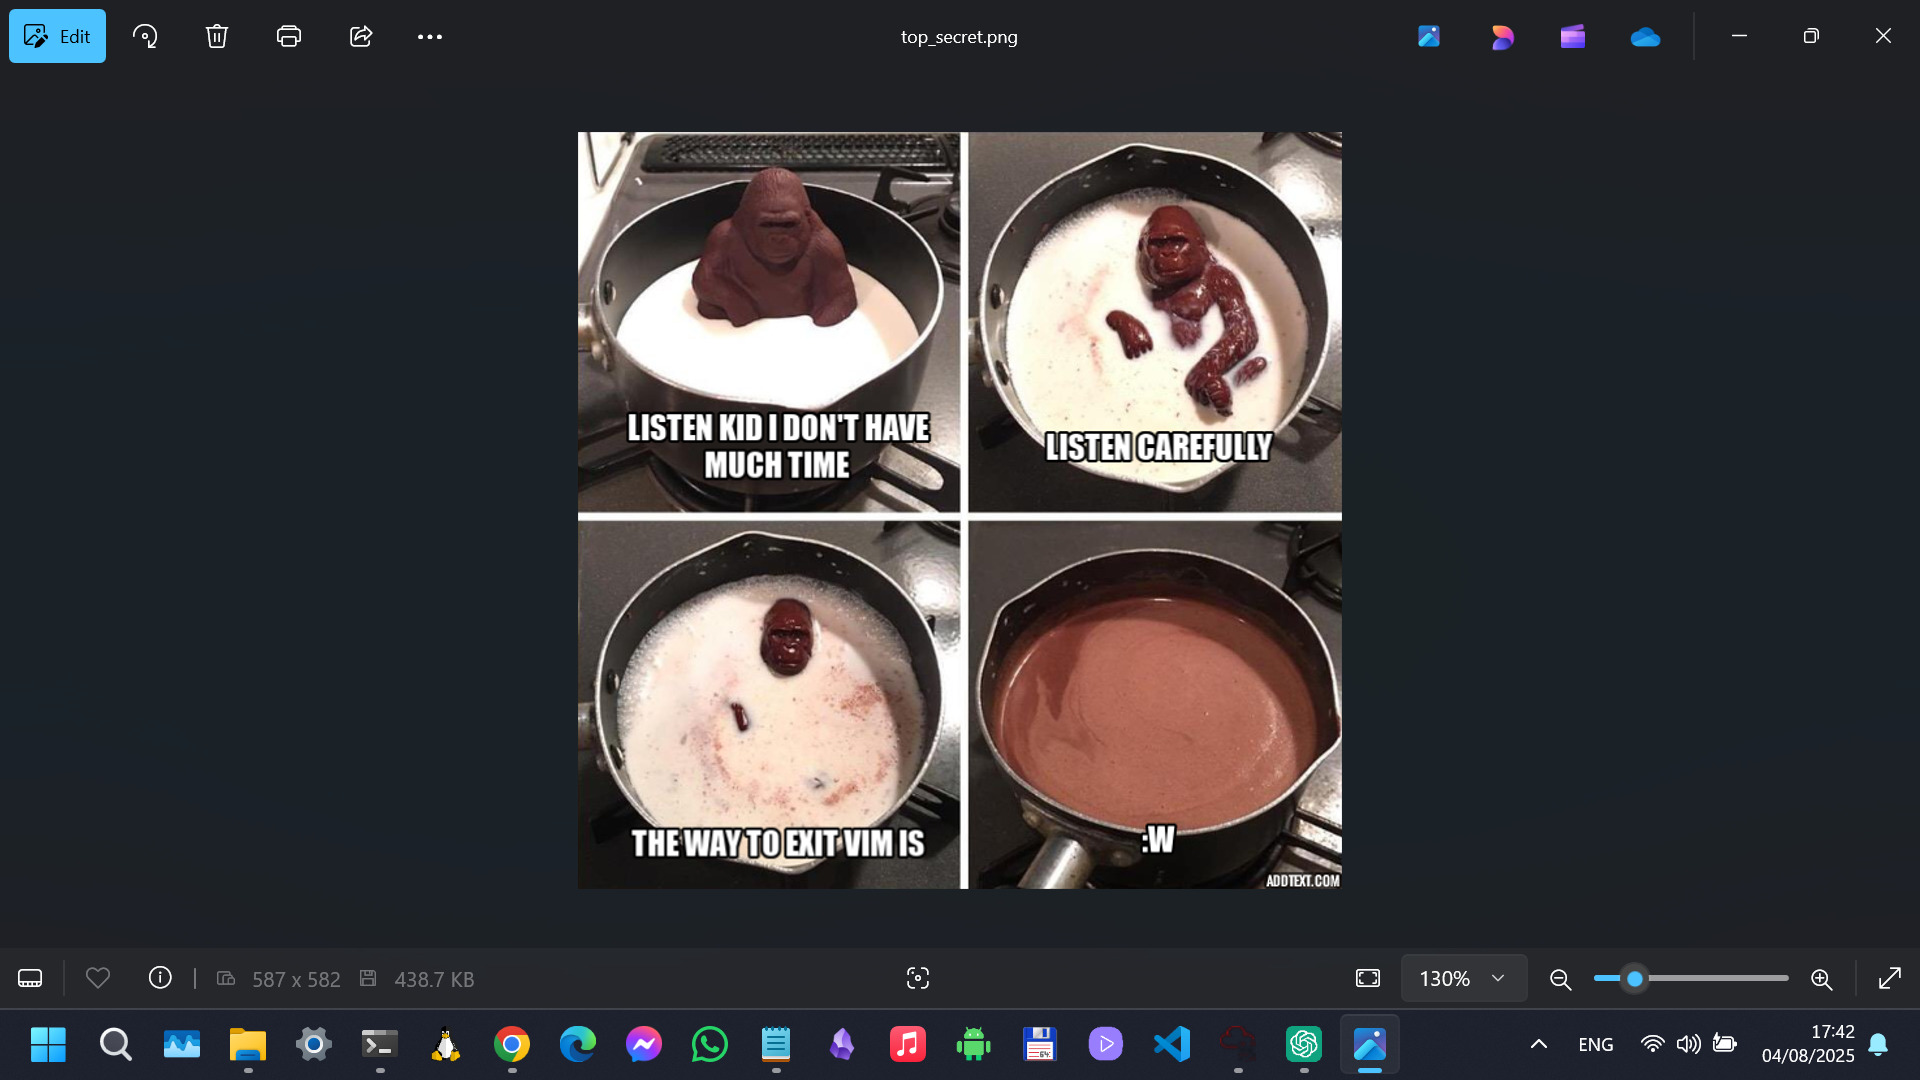 Edit
top_secret.png
LISTEN KID I DON'T HAVE
MUCH TIME
LISTEN CAREFULLY
THE WAY TO EXIT VIM IS
:W
ADDTEXT.COM
587 x 582
438.7 KB
130%
64
ENG
17:42
04/08/2025